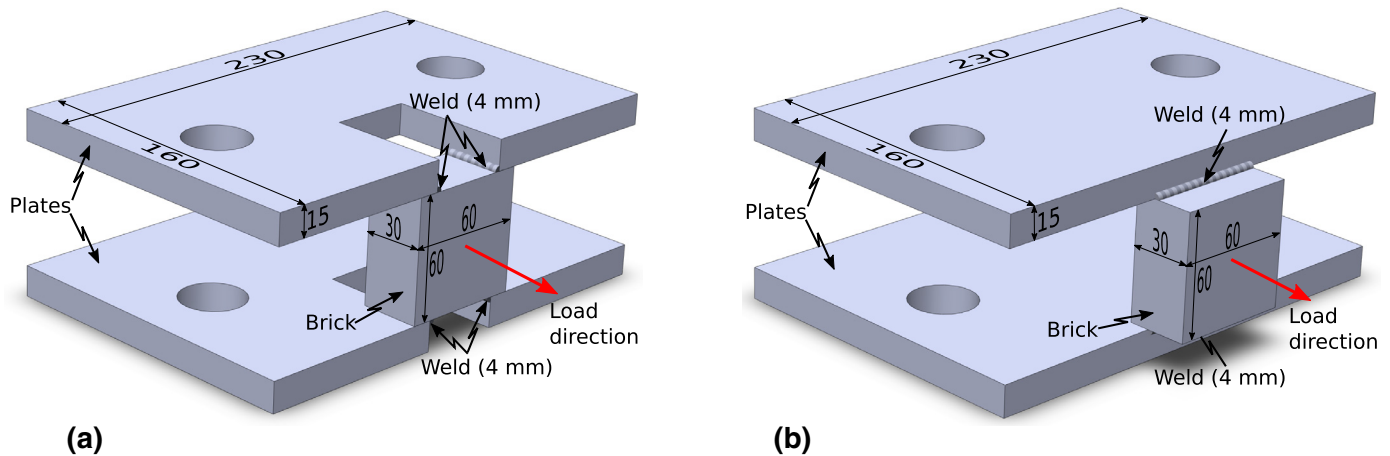 230
Weld (4 mm)
160
Plates
15
30
60
60
Brick
Load
direction
Weld (4 mm)
(a)
230
Weld (4 mm)
160
Plates
15
30
60
60
Brick
Load
direction
Weld (4 mm)
(b)